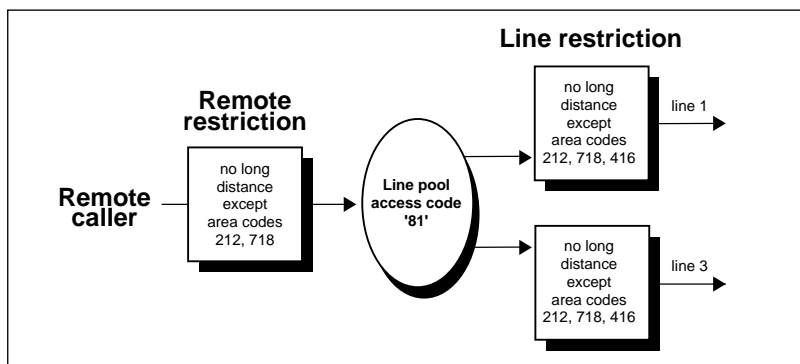 Line restriction
Remote
restriction
Remote
caller
no long
distance
except
area codes
212, 718
Line pool
access code
'81'
no long
distance
except
area codes
212, 718, 416
line 1
no long
distance
except
area codes
212, 718, 416
line 3